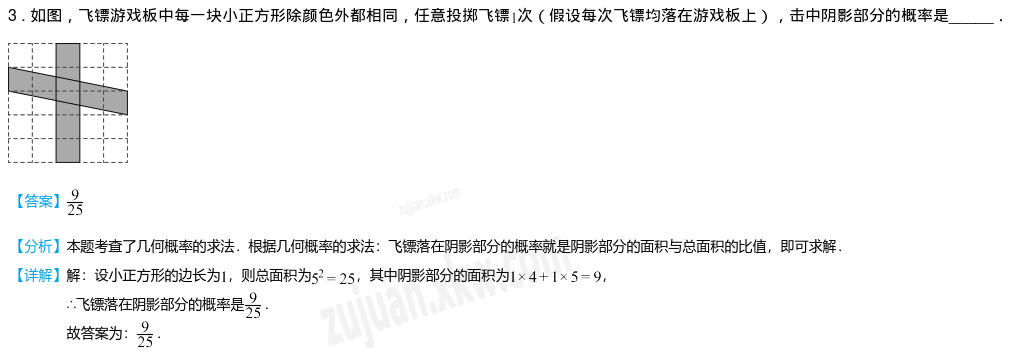 3．如图，飞镖游戏板中每一块小正方形除颜色外都相同，任意投掷飞镖1次（假设每次飞镖均落在游戏板上），击中阴影部分的概率是_____．
【答案】9/25
zujuan.xkw.com
【分析】本题考查了几何概率的求法．根据几何概率的求法：飞镖落在阴影部分的概率就是阴影部分的面积与总面积的比值，即可求解．
【详解】解：设小正方形的边长为1，则总面积为5²=25，其中阴影部分的面积为1×4+1×5=9，
∴飞镖落在阴影部分的概率是9/25．
zujuan.xkw.com
故答案为：9/25．